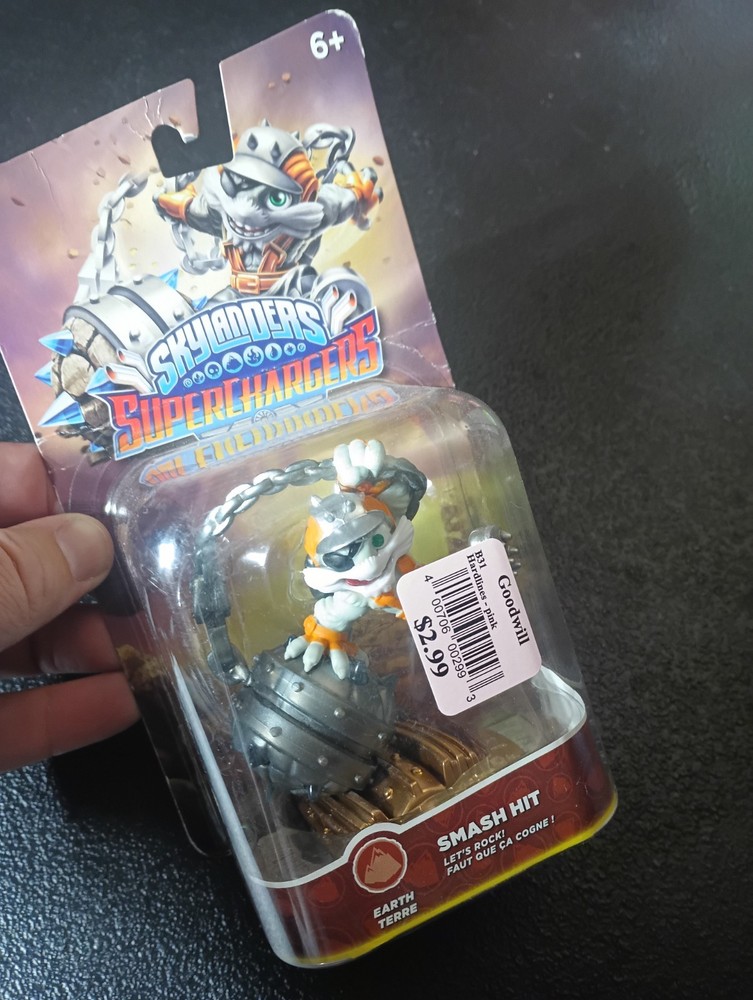 6+
SKYLANDERS
SUPERCHARGERS
Goodwill
B31
Hardlines - pink
4 00706 00299 3
$2.99
SMASH HIT
LET'S ROCK!
FAUT QUE ÇA COGNE !
EARTH
TERRE